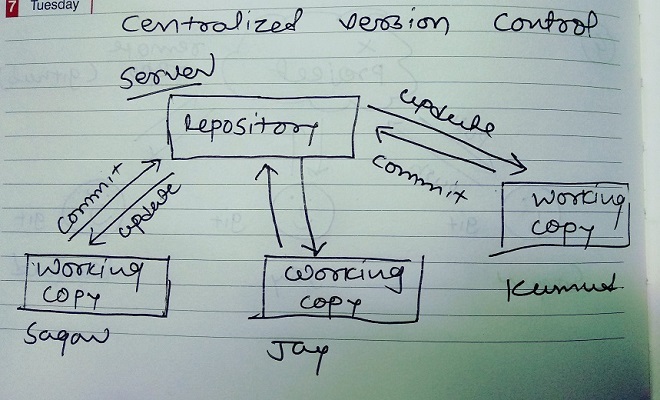 7 Tuesday
Centralized Version Control
Server
Repository
update
commit
commit
update
Working
copy
Working
copy
Working
copy
Kumud
Sagar
Jay